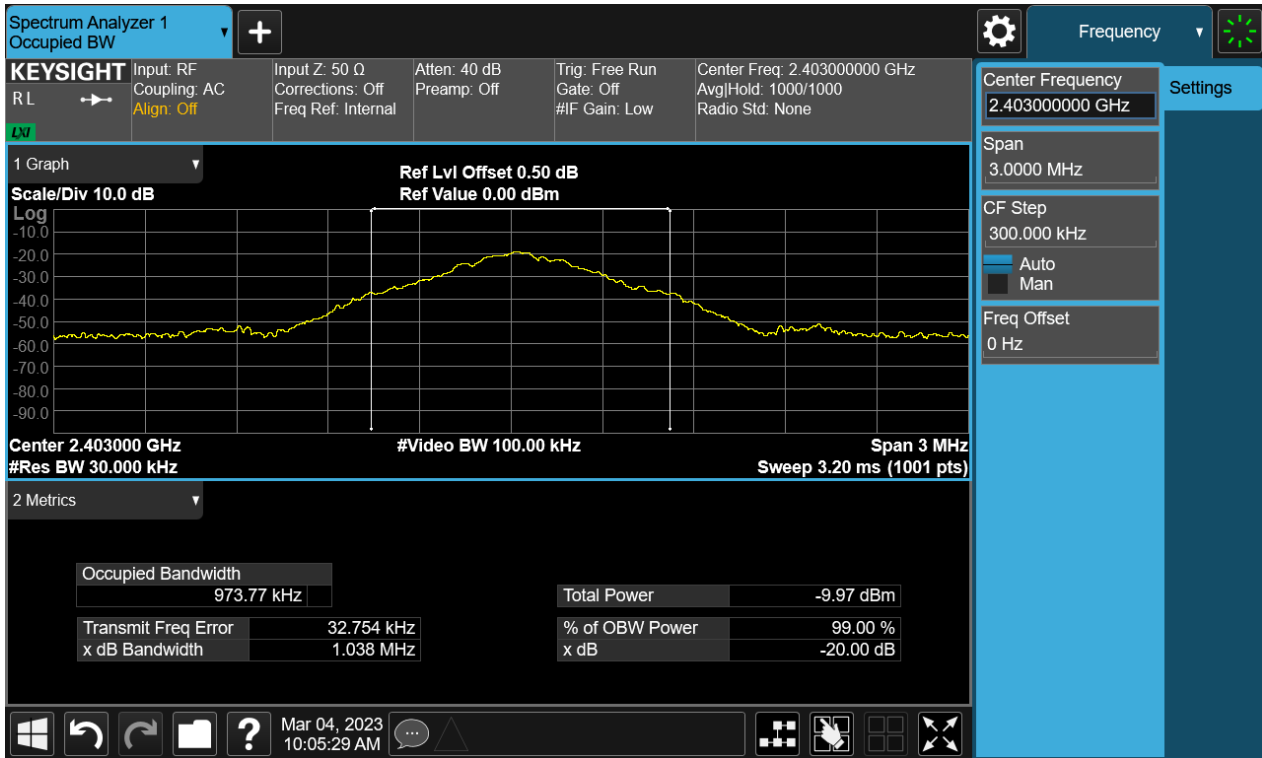 Spectrum Analyzer 1
Occupied BW
Frequency
KEYSIGHT
R L
LXI
Input: RF
Coupling: AC
Align: Off
Input Z: 50 Ω
Corrections: Off
Freq Ref: Internal
Atten: 40 dB
Preamp: Off
Trig: Free Run
Gate: Off
#IF Gain: Low
Center Freq: 2.403000000 GHz
Avg|Hold: 1000/1000
Radio Std: None
Center Frequency
2.403000000 GHz
Settings
Span
3.0000 MHz
CF Step
300.000 kHz
Auto
Man
Freq Offset
0 Hz
1 Graph
Ref Lvl Offset 0.50 dB
Scale/Div 10.0 dB
Ref Value 0.00 dBm
Log
-10.0
-20.0
-30.0
-40.0
-50.0
-60.0
-70.0
-80.0
-90.0
Center 2.403000 GHz
#Video BW 100.00 kHz
Span 3 MHz
#Res BW 30.000 kHz
Sweep 3.20 ms (1001 pts)
2 Metrics
Occupied Bandwidth
973.77 kHz
Total Power -9.97 dBm
Transmit Freq Error 32.754 kHz
% of OBW Power 99.00 %
x dB Bandwidth 1.038 MHz
x dB -20.00 dB
?
Mar 04, 2023
10:05:29 AM